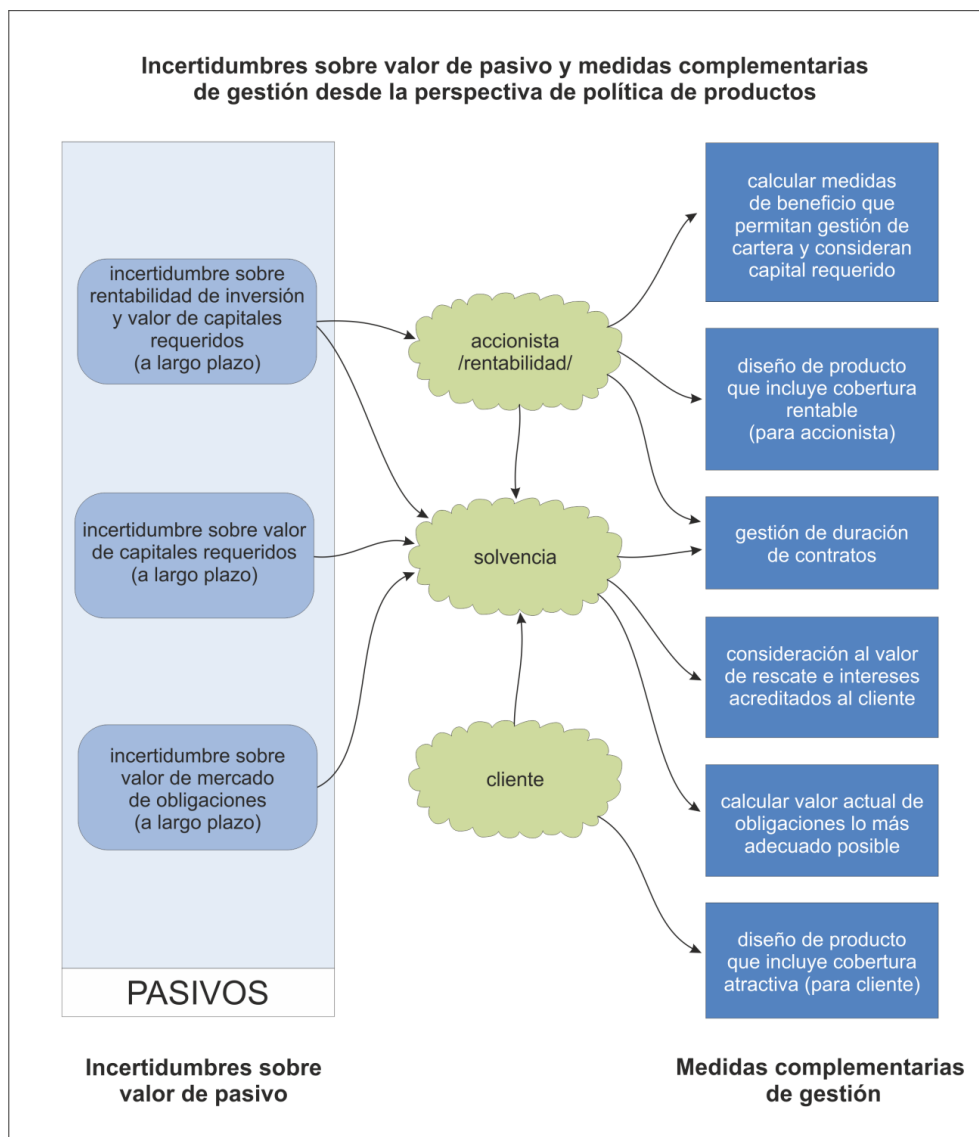 Incertidumbres sobre valor de pasivo y medidas complementarias
de gestión desde la perspectiva de política de productos
incertidumbre sobre
rentabilidad de inversión
y valor de capitales
requeridos
(a largo plazo)
incertidumbre sobre valor
de capitales requeridos
(a largo plazo)
incertidumbre sobre
valor de mercado
de obligaciones
(a largo plazo)
PASIVOS
Incertidumbres sobre
valor de pasivo
accionista
/rentabilidad/
solvencia
cliente
calcular medidas
de beneficio que
permitan gestión de
cartera y consideran
capital requerido
diseño de producto
que incluye cobertura
rentable
(para accionista)
gestión de duración
de contratos
consideración al valor
de rescate e intereses
acreditados al cliente
calcular valor actual de
obligaciones lo más
adecuado posible
diseño de producto
que incluye cobertura
atractiva (para cliente)
Medidas complementarias
de gestión